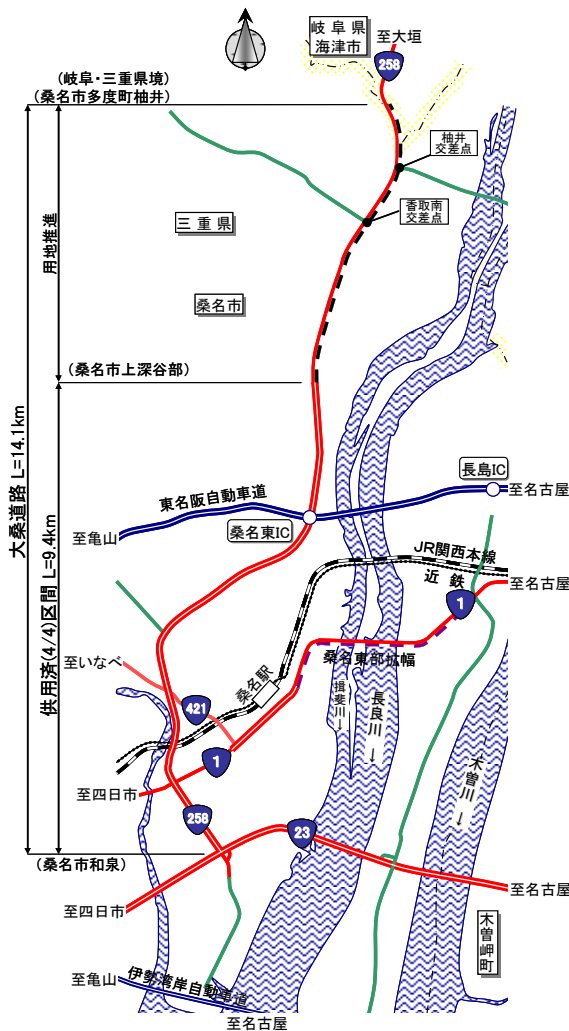 岐阜県
海津市
至大垣
258
(岐阜・三重県境)
(桑名市多度町柚井)
柚井
交差点
香取南
交差点
三重県
用地推進
桑名市
(桑名市上深谷部)
大桑道路 L=14.1km
供用済(4/4)区間 L=9.4km
長島IC
東名阪自動車道
至名古屋
桑名東IC
至亀山
JR関西本線
近鉄
至名古屋
1
桑名東部拡幅
至いなべ
桑名駅
揖斐川→
長良川→
421
1
木曽川→
至四日市
258
23
(桑名市和泉)
至名古屋
至四日市
木曽岬町
至亀山
伊勢湾岸自動車道
至名古屋